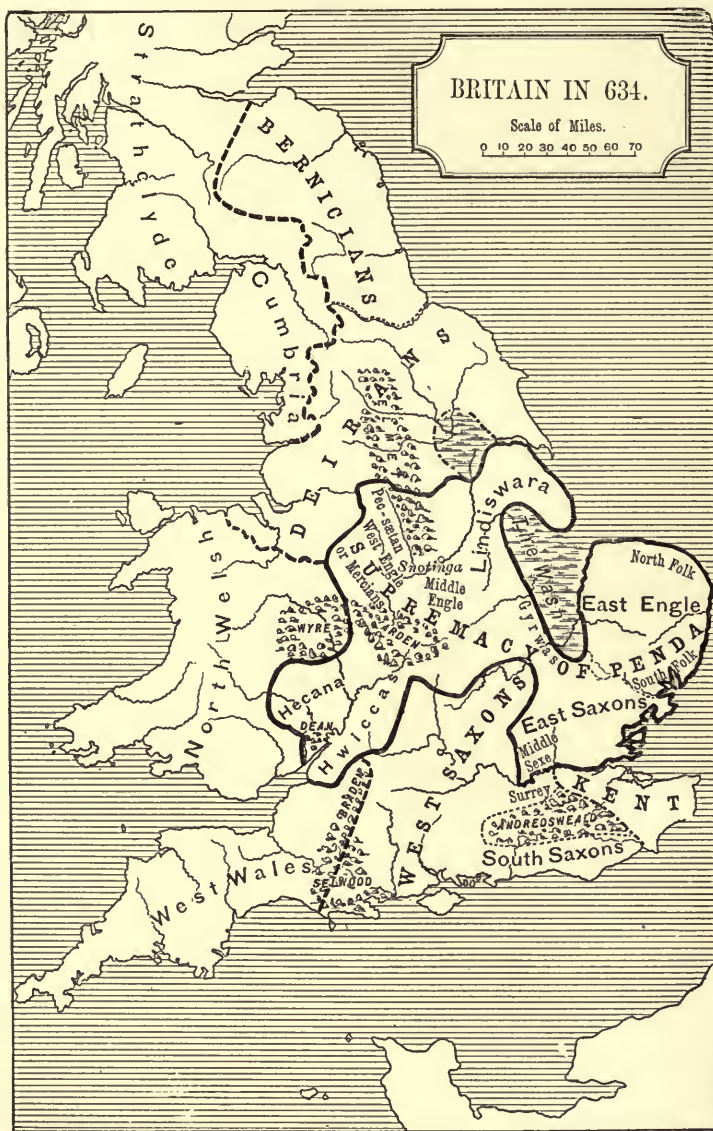 BRITAIN IN 634.
Scale of Miles.
0 10 20 30 40 50 60 70
Strathclyde
BERNICIANS
Cumbria
DEIRANS
ELMET
Lindiswara
Pec-sætan
West Engle
or Mercians
Snotinga
Middle
Engle
SUPREMACY OF PENDA
The Wash
Gyrwas
North Folk
East Engle
South Folk
North Welsh
WYRE
ARDEN
Hecana
DEAN
Hwiccas
East Saxons
Middle
Sexe
WEST SAXONS
BRADEN
Surrey
KENT
ANDREDSWEALD
South Saxons
West Wales
SELWOOD